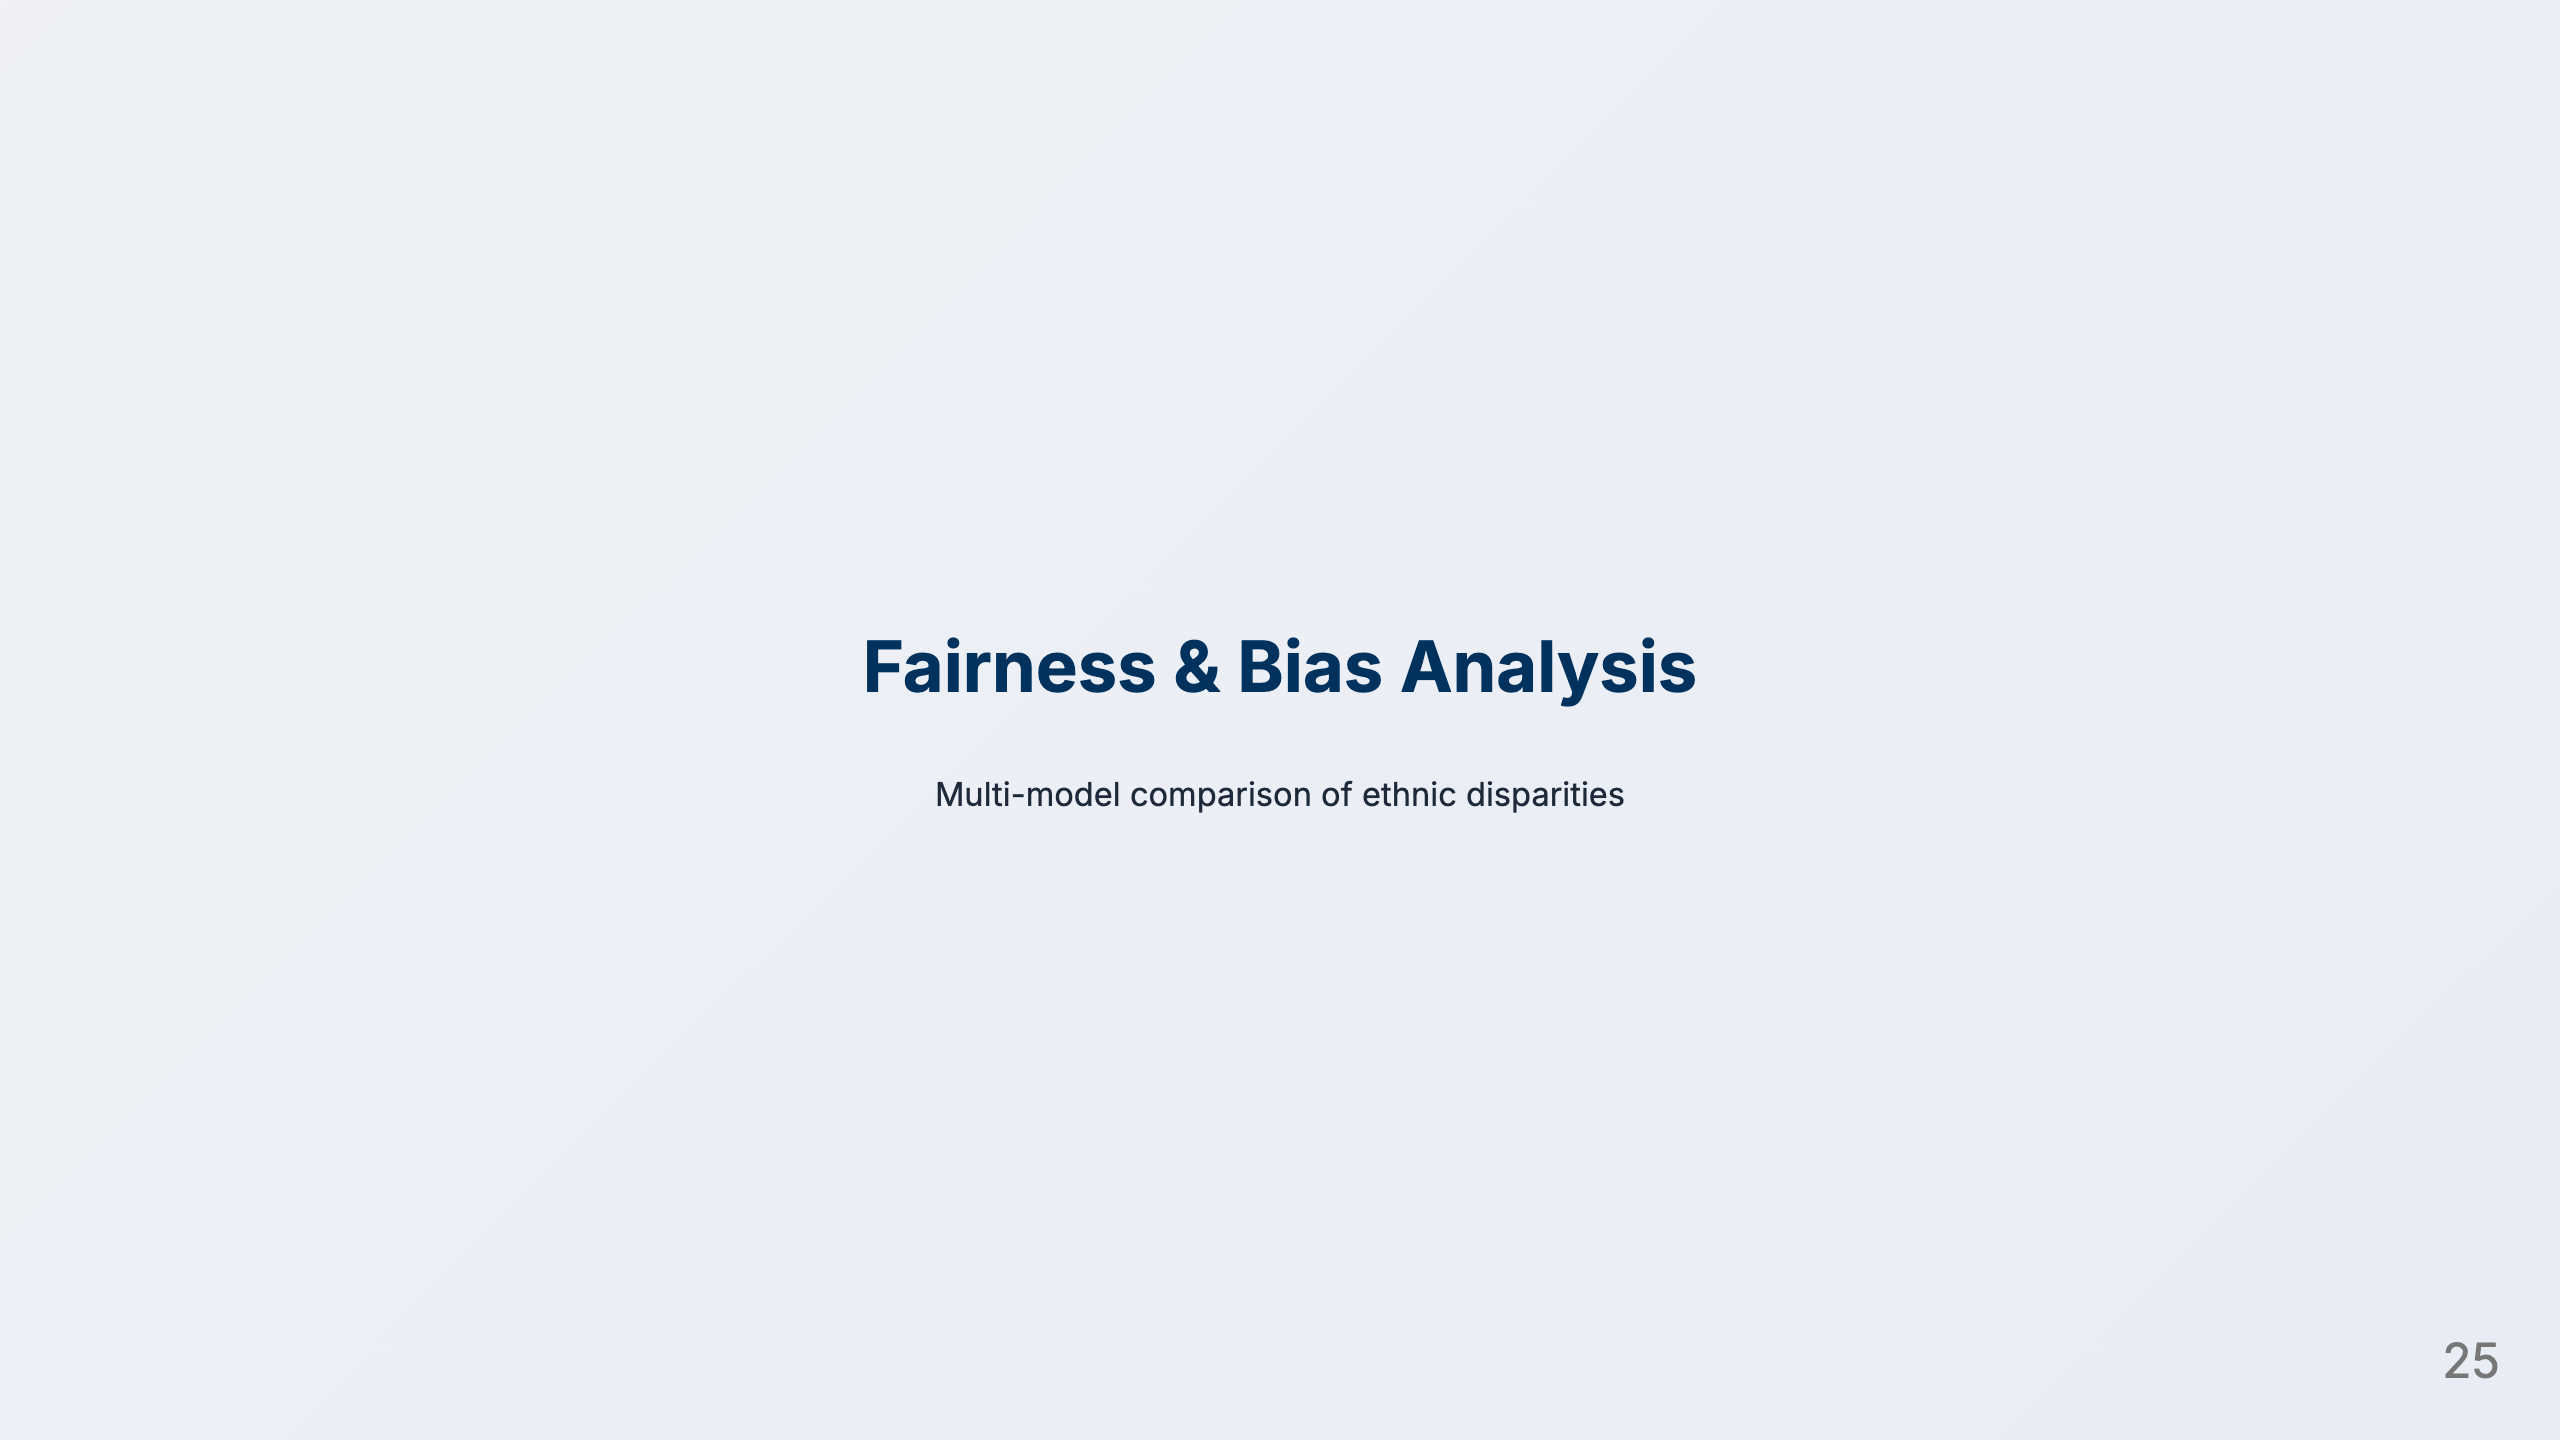 Fairness & Bias Analysis
Multi-model comparison of ethnic disparities
25